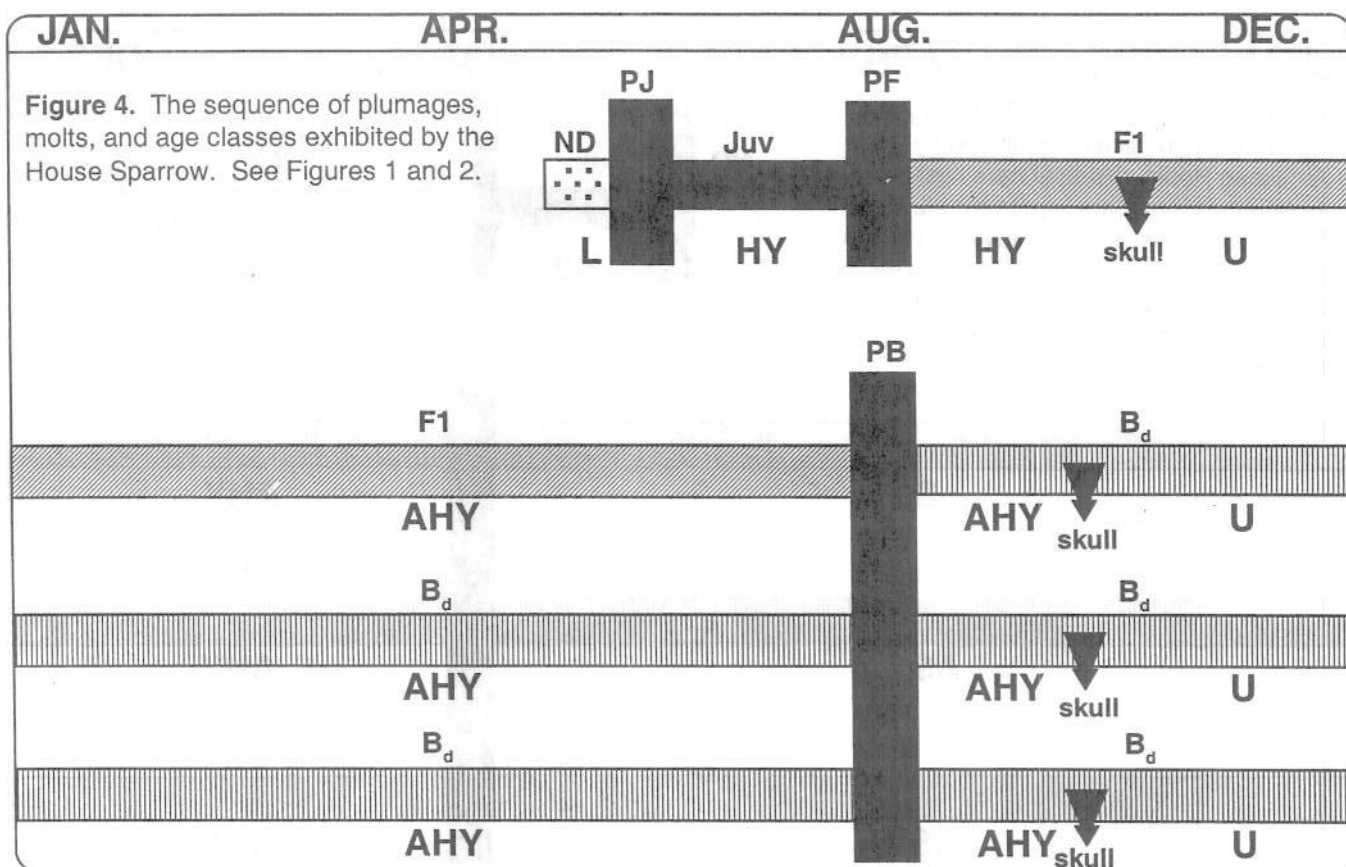 JAN. APR. AUG. DEC.
Figure 4. The sequence of plumages,
molts, and age classes exhibited by the
House Sparrow. See Figures 1 and 2.
PJ PF
ND Juv F1
L HY HY skull U
PB
F1 Bd
AHY AHY skull U
Bd Bd
AHY AHY skull U
Bd Bd
AHY AHY skull U